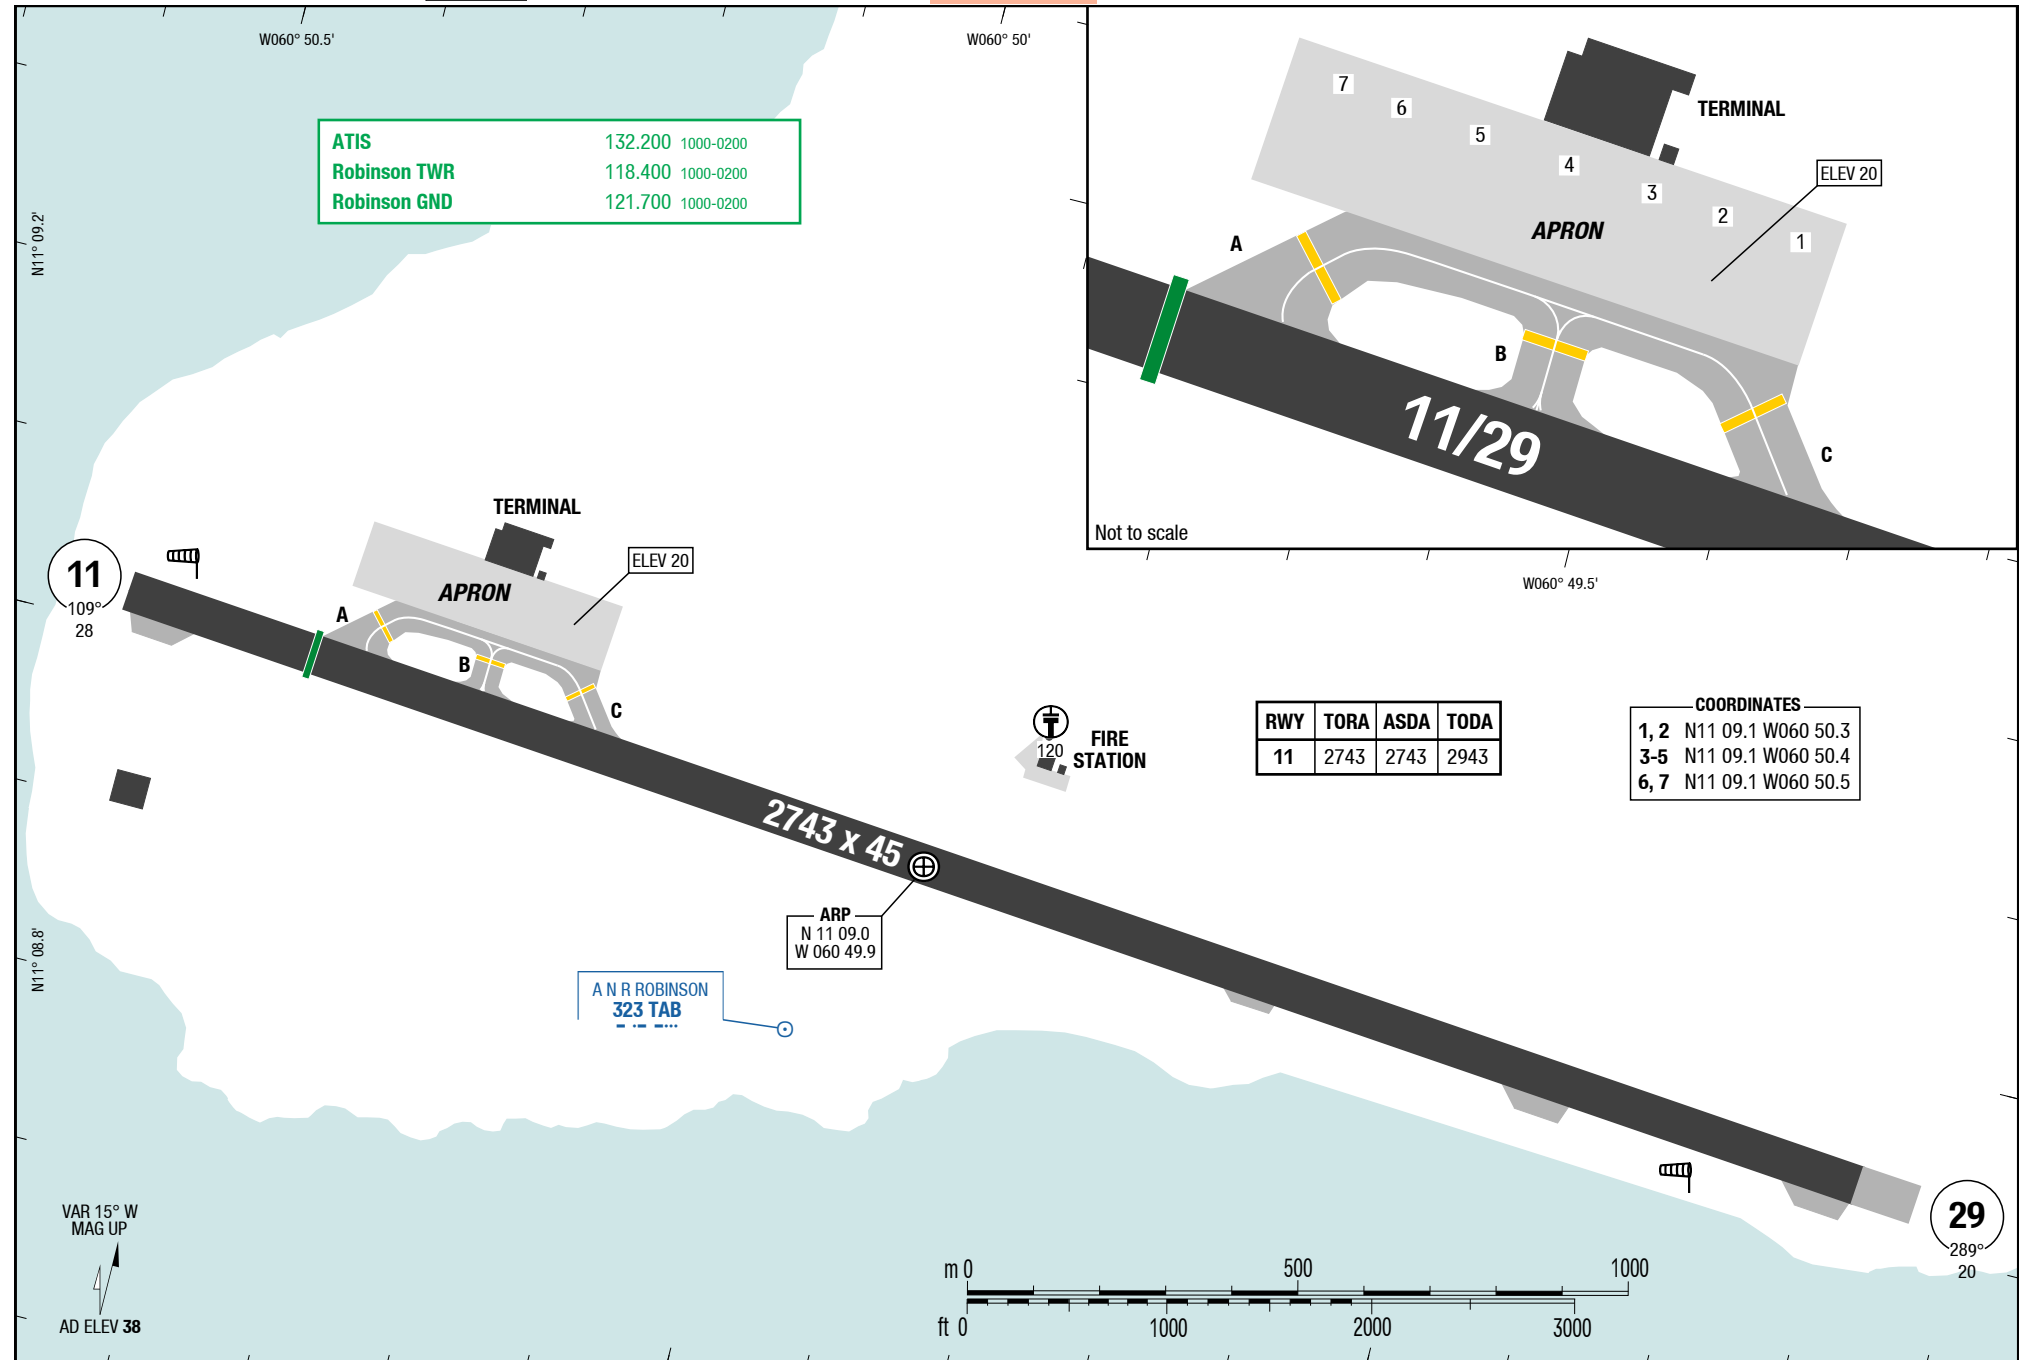 W060° 50.5'
W060° 50'
ATIS 132.200 1000-0200
Robinson TWR 118.400 1000-0200
Robinson GND 121.700 1000-0200
N11° 09.2'
7
6
5
4
3
2
1
TERMINAL
ELEV 20
APRON
A
B
C
11/29
Not to scale
W060° 49.5'
TERMINAL
ELEV 20
APRON
A
B
C
11
109°
28
2743 x 45
ARP
N 11 09.0
W 060 49.9
120
FIRE
STATION
RWY TORA ASDA TODA
11 2743 2743 2943
COORDINATES
1, 2 N11 09.1 W060 50.3
3-5 N11 09.1 W060 50.4
6, 7 N11 09.1 W060 50.5
N11° 08.8'
A N R ROBINSON
323 TAB
29
289°
20
VAR 15° W
MAG UP
AD ELEV 38
m 0 500 1000
ft 0 1000 2000 3000